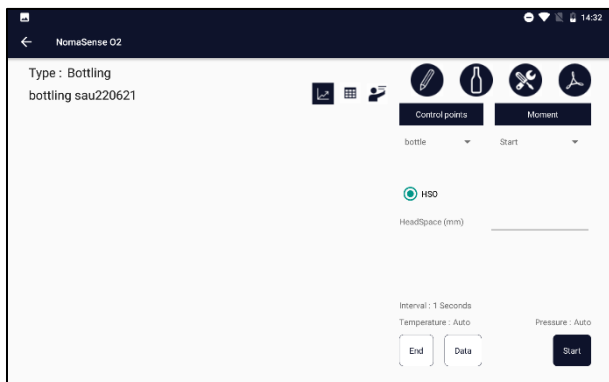 14:32
NomaSense O2
Type : Bottling
bottling sau220621
Control points
Moment
bottle
Start
HSO
HeadSpace (mm)
Interval : 1 Seconds
Temperature : Auto
Pressure : Auto
End
Data
Start